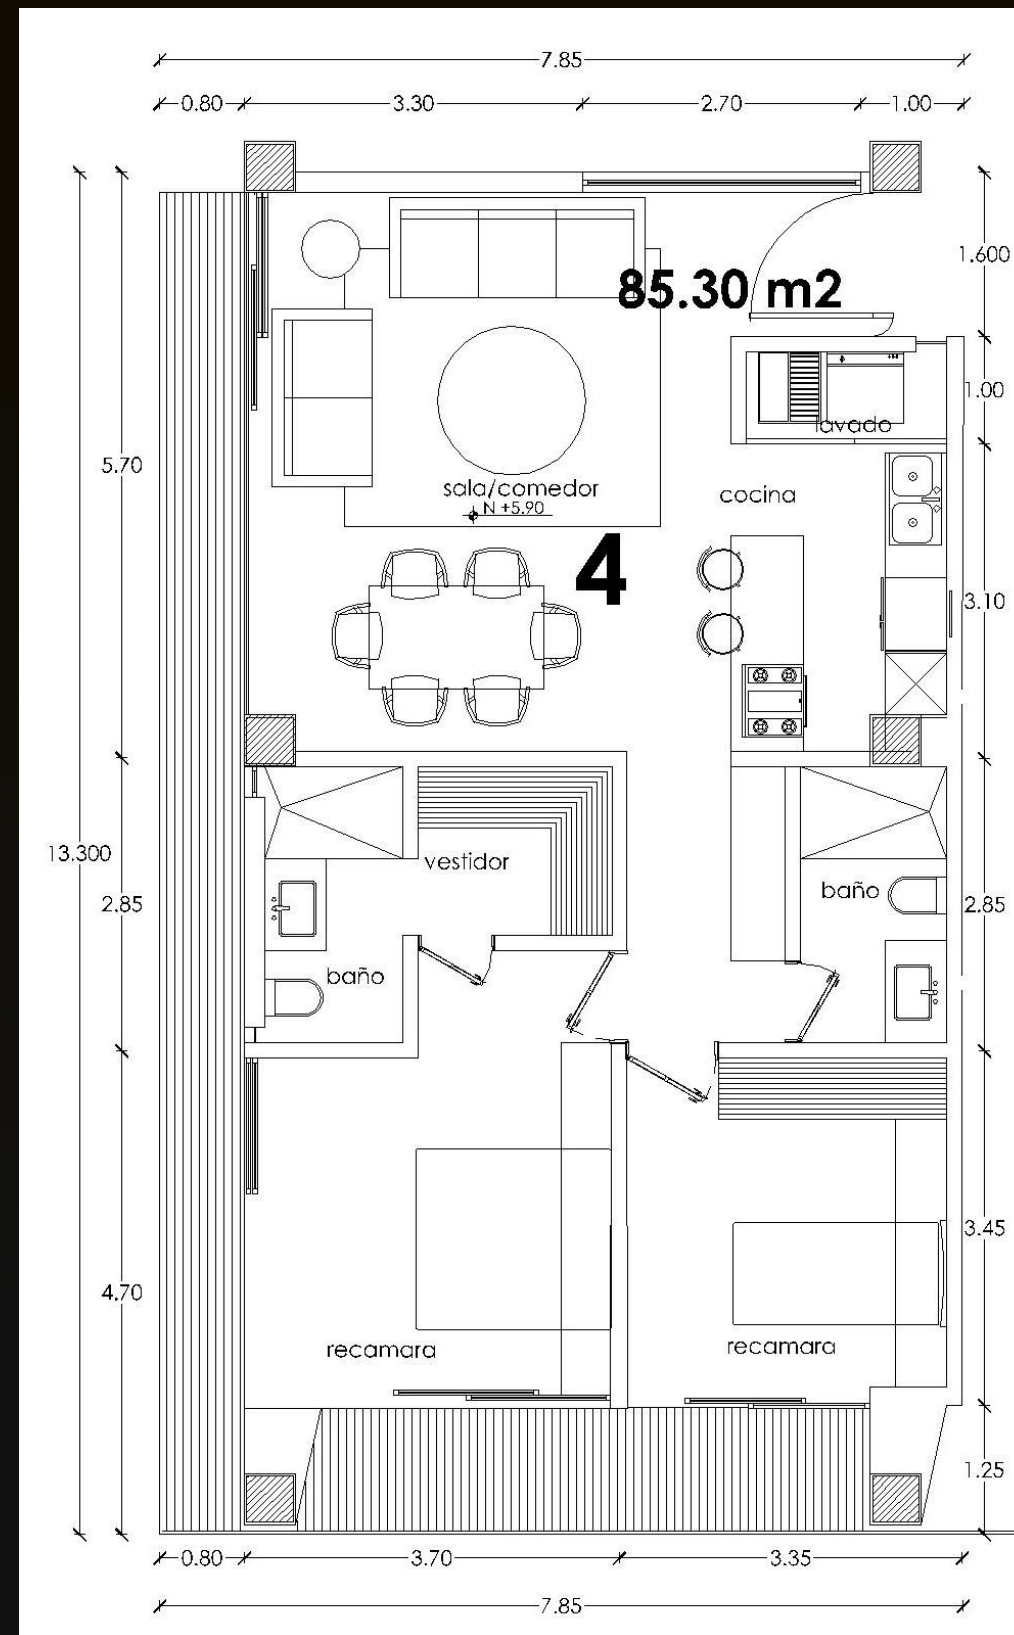 7.85
0.80 3.30 2.70 1.00
1.600
85.30 m2
1.00
lavado
5.70
sala/comedor
cocina
N +5.90
4
3.10
13.300
vestidor
2.85
baño
2.85
baño
3.45
4.70
recamara
recamara
1.25
0.80 3.70 3.35
7.85